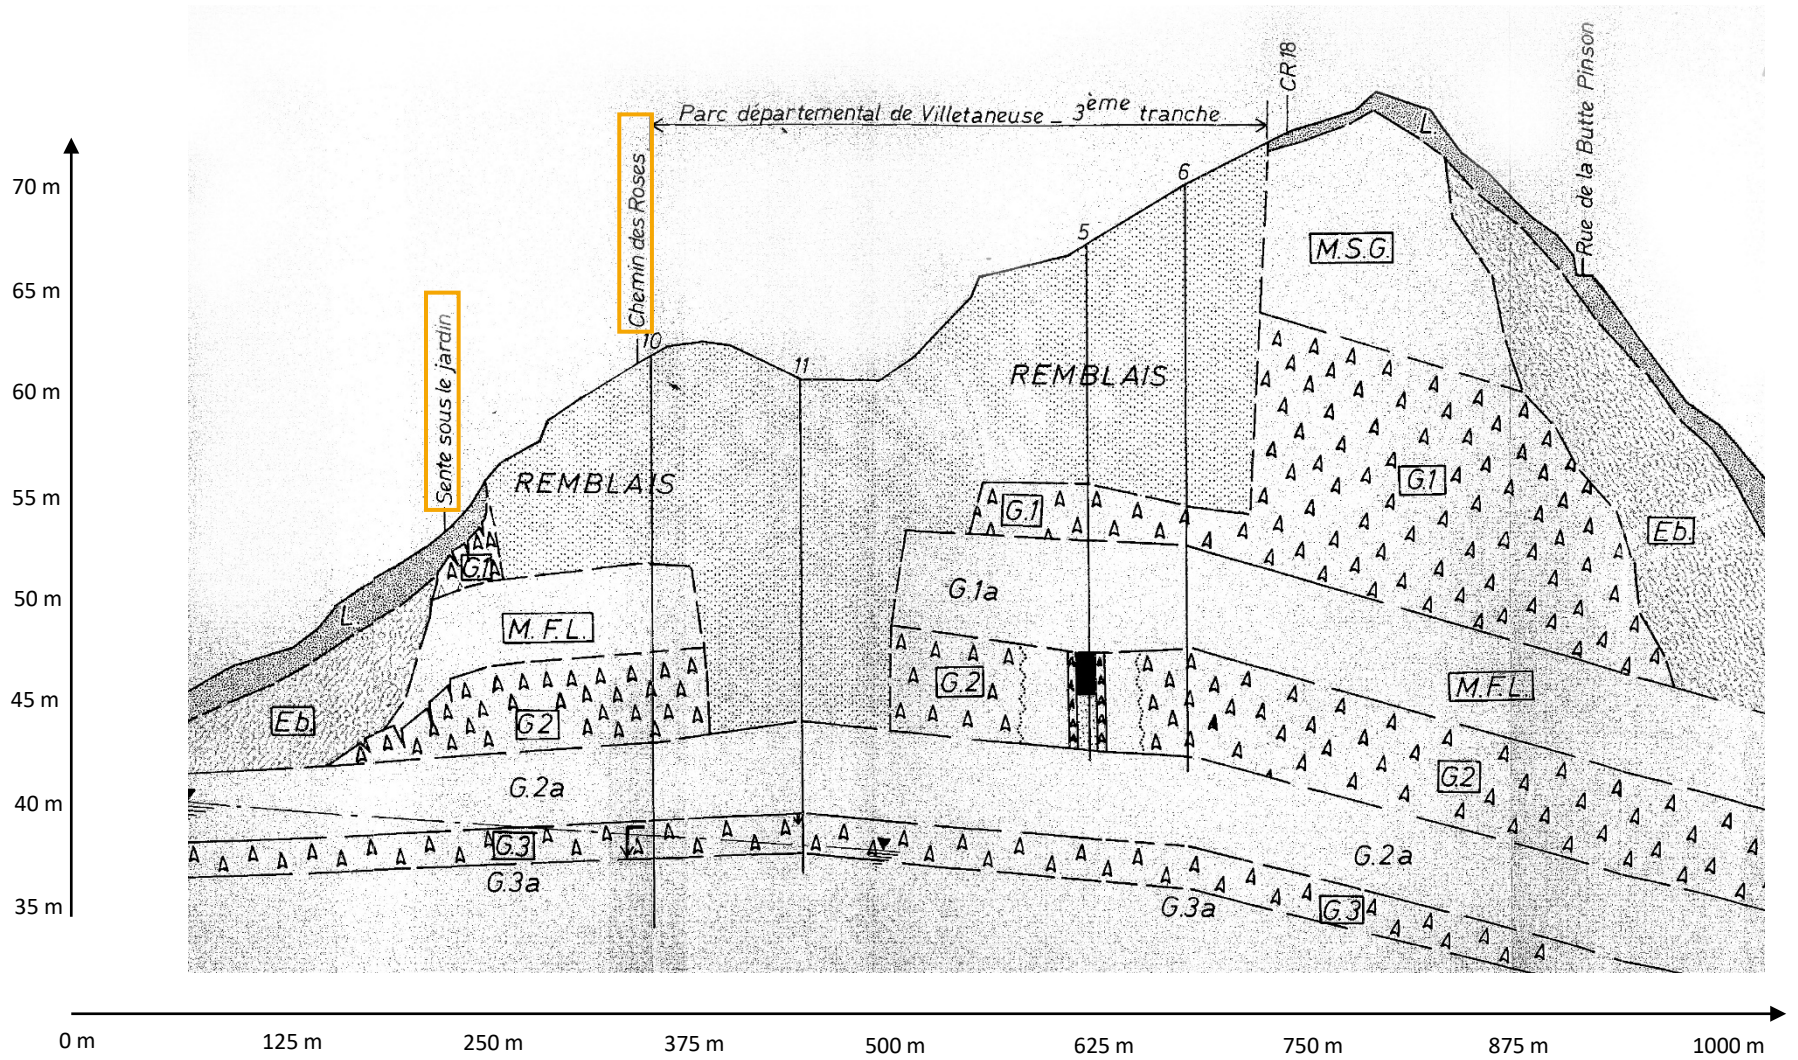 Parc départemental de Villetaneuse _ 3ème tranche
CR18
Rue de la Butte Pinson
Chemin des Roses
Sente sous le jardin
70 m
65 m
60 m
55 m
50 m
45 m
40 m
35 m
L
6
5
M.S.G.
10
11
REMBLAIS
REMBLAIS
G.1
G.1
Eb.
G.1
G.1a
L
M.F.L.
G.2
M.F.L.
Eb.
G2
G2
G.2a
G.3
G.2a
G.3a
G.3a
G.3
0 m
125 m
250 m
375 m
500 m
625 m
750 m
875 m
1000 m